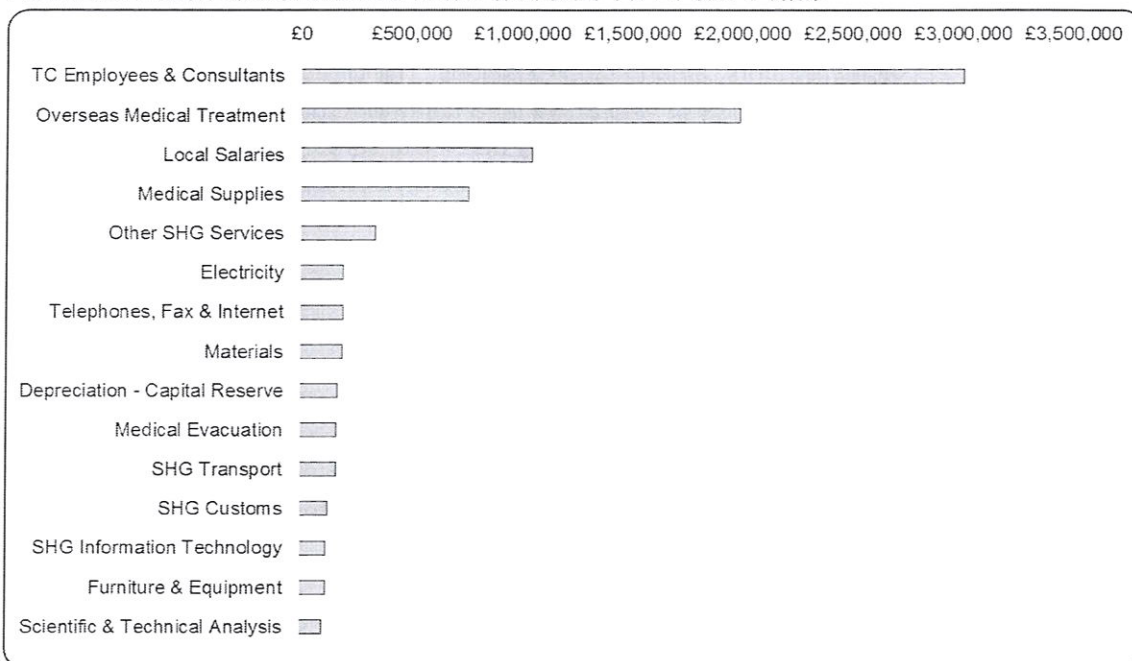 £0 £500,000 £1,000,000 £1,500,000 £2,000,000 £2,500,000 £3,000,000 £3,500,000
TC Employees & Consultants
Overseas Medical Treatment
Local Salaries
Medical Supplies
Other SHG Services
Electricity
Telephones, Fax & Internet
Materials
Depreciation - Capital Reserve
Medical Evacuation
SHG Transport
SHG Customs
SHG Information Technology
Furniture & Equipment
Scientific & Technical Analysis